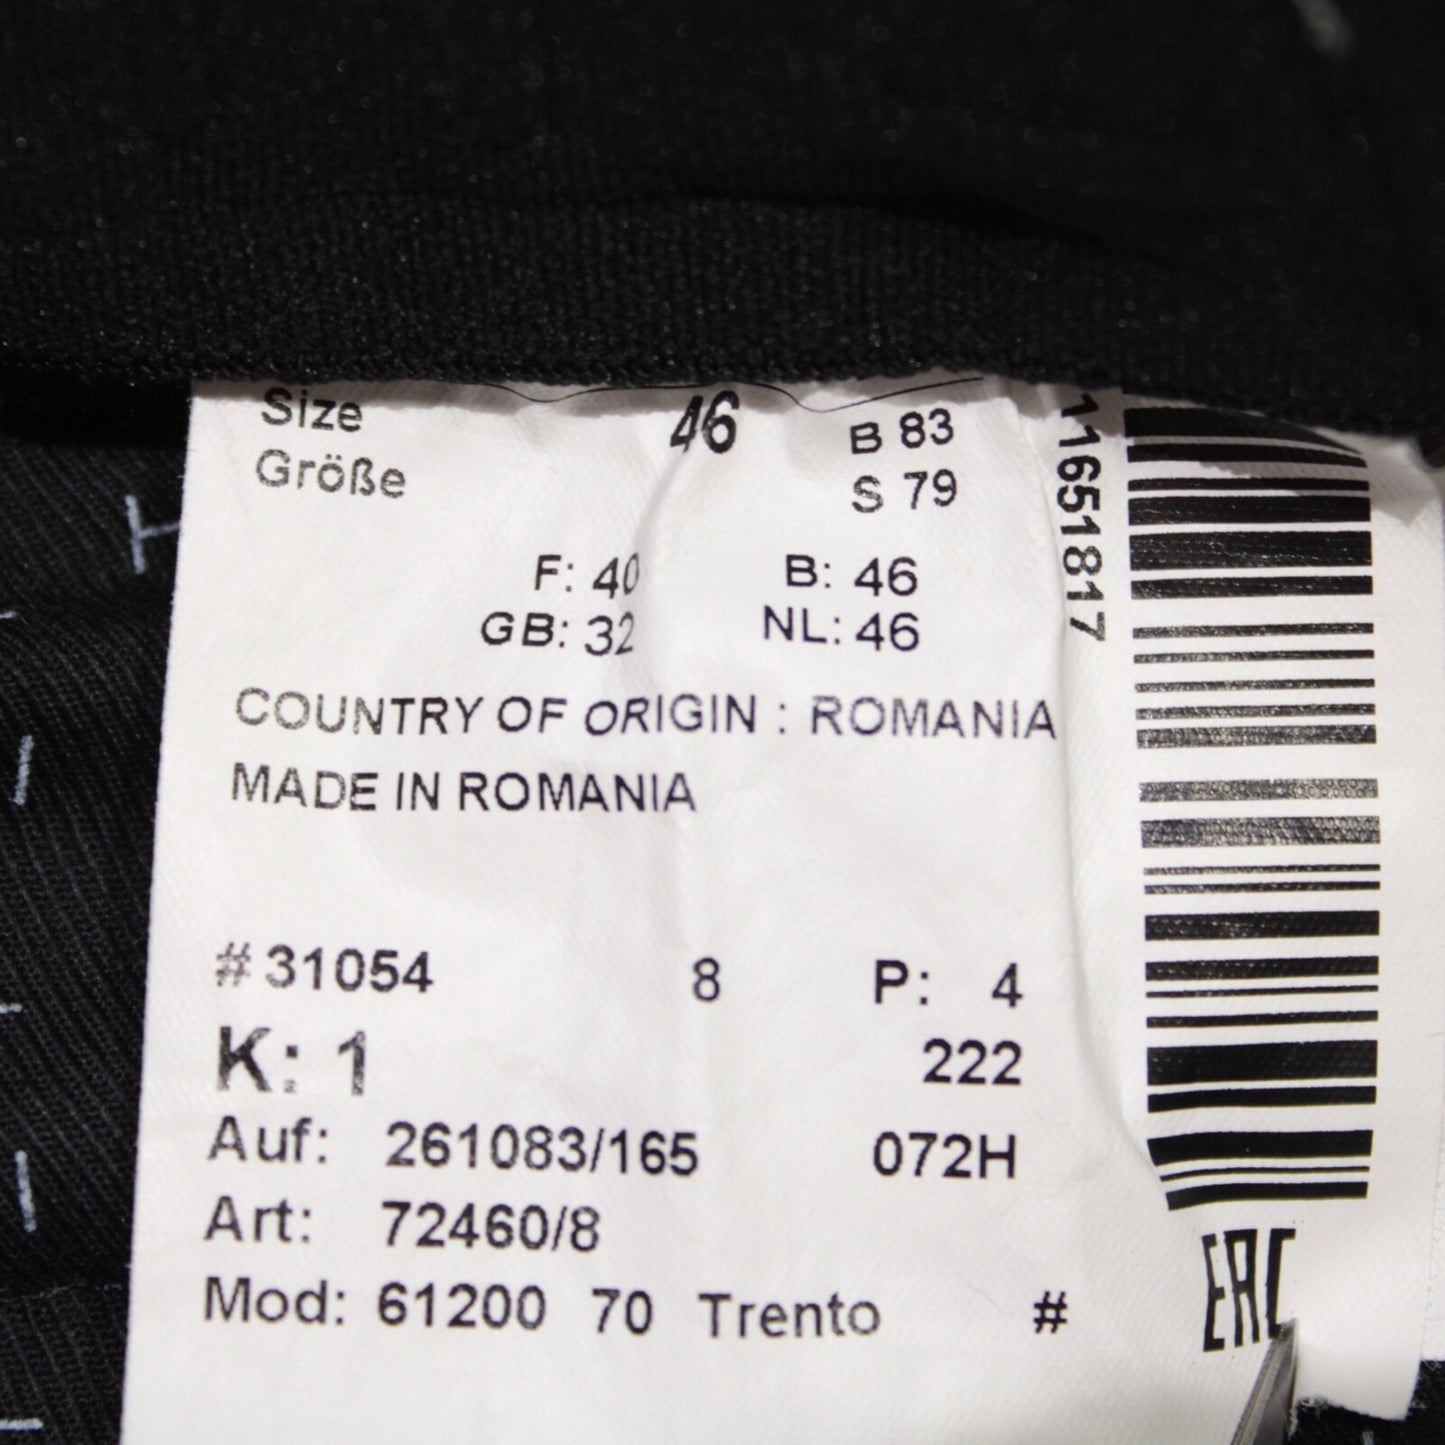 Size 46 B 83
Größe S 79
F: 40 B: 46
GB: 32 NL: 46
COUNTRY OF ORIGIN : ROMANIA
MADE IN ROMANIA
#31054 8 P: 4
K: 1 222
Auf: 261083/165 072H
Art: 72460/8
Mod: 61200 70 Trento #
11651817
EAC